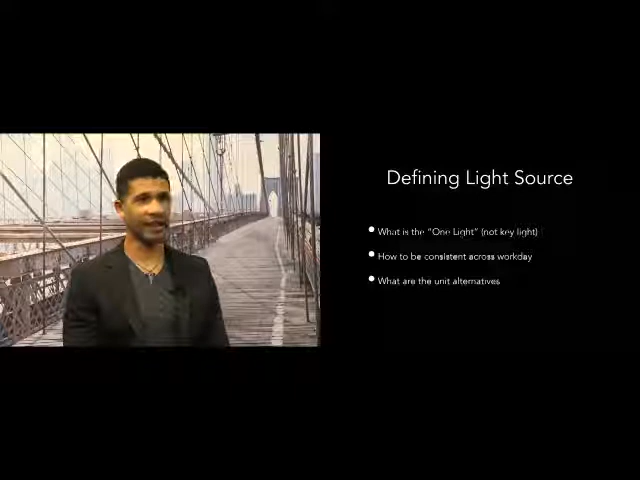 Defining Light Source
What is the “One Light” (not key light)
How to be consistent across workday
What are the unit alternatives